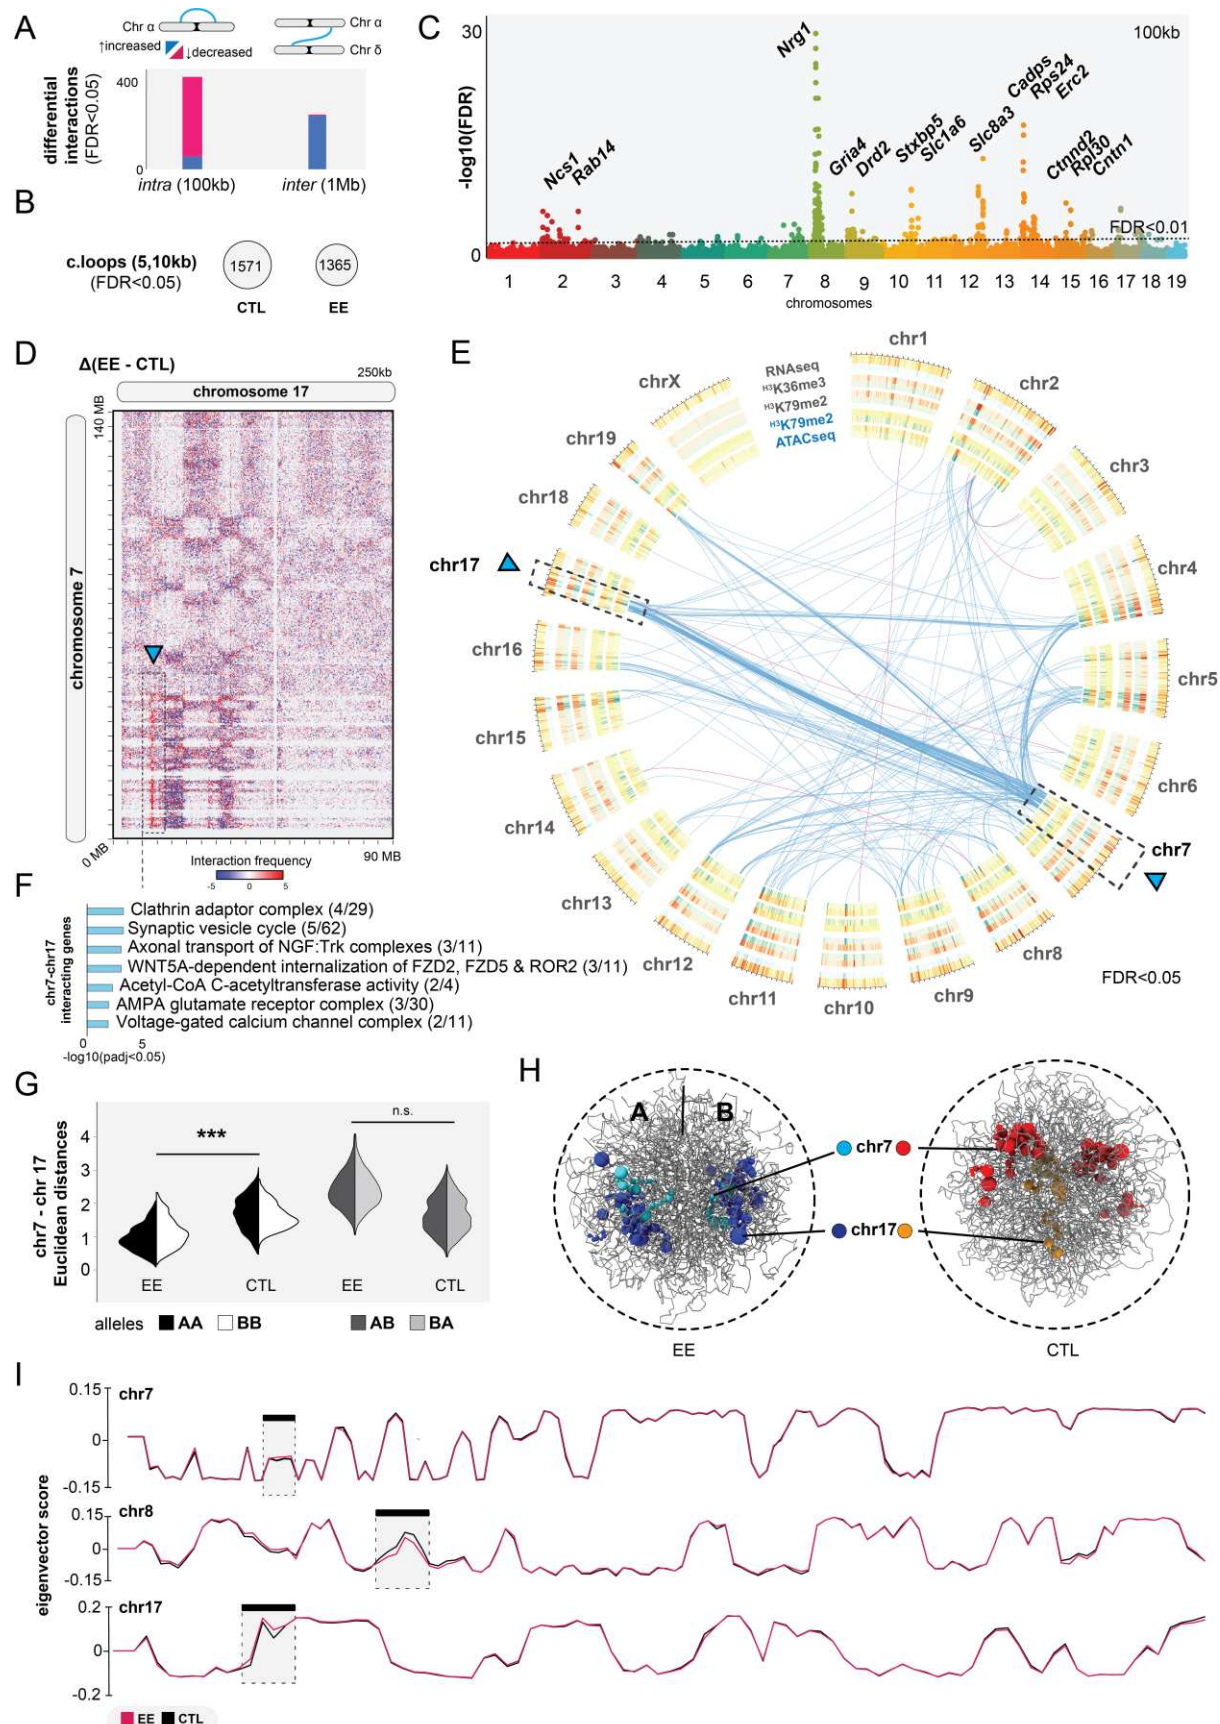 A
Chr α
Chr α
↑increased
↓decreased
Chr δ
differential
interactions
(FDR<0.05)
400
0
intra (100kb)
inter (1Mb)
B
c.loops (5,10kb)
(FDR<0.05)
1571
1365
CTL
EE
C
30
100kb
-log10(FDR)
Nrg1
Cadps
Rps24
Erc2
Stxbp5
Slc1a6
Slc8a3
Gria4
Drd2
Ncs1
Rab14
Ctnnd2
Rpl30
Cntn1
FDR<0.01
0
1 2 3 4 5 6 7 8 9 10 11 12 13 14 15 16 17 18 19
chromosomes
D
Δ(EE - CTL)
250kb
chromosome 17
140 MB
chromosome 7
0 MB
90 MB
Interaction frequency
-5 0 5
E
RNAseq
H3K36me3
H3K79me2
H3K79me2
ATACseq
chr1
chr2
chr3
chr4
chr5
chr6
chr7
chr8
chr9
chr10
chr11
chr12
chr13
chr14
chr15
chr16
chr17
chr18
chr19
chrX
FDR<0.05
F
chr7-chr17
interacting genes
Clathrin adaptor complex (4/29)
Synaptic vesicle cycle (5/62)
Axonal transport of NGF:Trk complexes (3/11)
WNT5A-dependent internalization of FZD2, FZD5 & ROR2 (3/11)
Acetyl-CoA C-acetyltransferase activity (2/4)
AMPA glutamate receptor complex (3/30)
Voltage-gated calcium channel complex (2/11)
0 5
-log10(padj<0.05)
G
chr7 - chr 17
Euclidean distances
4
3
2
1
0
***
n.s.
EE CTL EE CTL
alleles AA BB AB BA
H
A B
chr7
chr17
EE
CTL
I
eigenvector score
0.15
0
-0.15
chr7
0.15
0
-0.15
chr8
0.2
0
-0.2
chr17
EE CTL